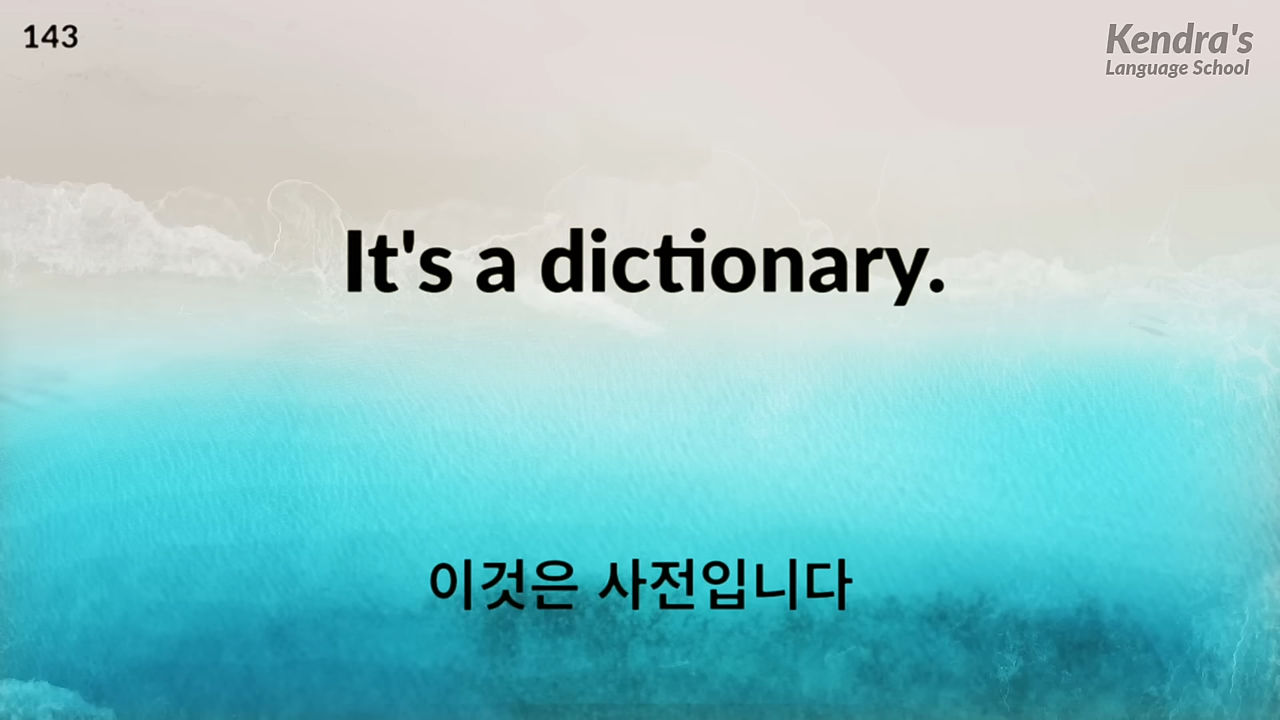 143
Kendra's
Language School
It's a dictionary.
이것은 사전입니다